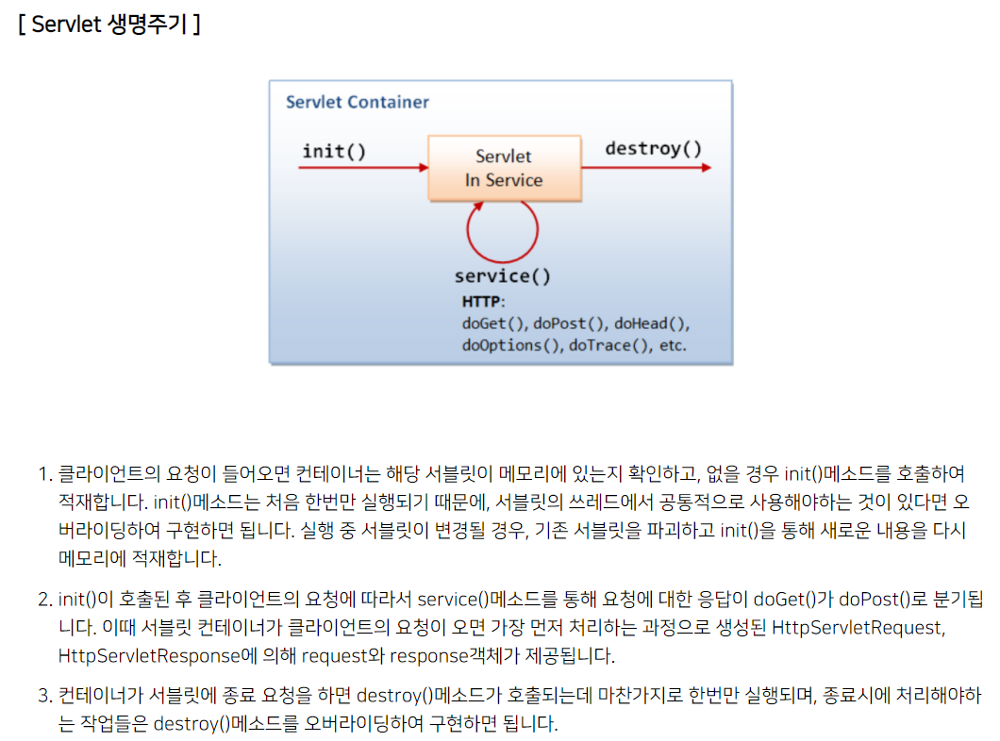 [ Servlet 생명주기 ]
Servlet Container
init()
Servlet
In Service
destroy()
service()
HTTP:
doGet(), doPost(), doHead(),
doOptions(), doTrace(), etc.
1. 클라이언트의 요청이 들어오면 컨테이너는 해당 서블릿이 메모리에 있는지 확인하고, 없을 경우 init()메소드를 호출하여
적재합니다. init()메소드는 처음 한번만 실행되기 때문에, 서블릿의 쓰레드에서 공통적으로 사용해야하는 것이 있다면 오
버라이딩하여 구현하면 됩니다. 실행 중 서블릿이 변경될 경우, 기존 서블릿을 파괴하고 init()을 통해 새로운 내용을 다시
메모리에 적재합니다.
2. init()이 호출된 후 클라이언트의 요청에 따라서 service()메소드를 통해 요청에 대한 응답이 doGet()가 doPost()로 분기됩
니다. 이때 서블릿 컨테이너가 클라이언트의 요청이 오면 가장 먼저 처리하는 과정으로 생성된 HttpServletRequest,
HttpServletResponse에 의해 request와 response객체가 제공됩니다.
3. 컨테이너가 서블릿에 종료 요청을 하면 destroy()메소드가 호출되는데 마찬가지로 한번만 실행되며, 종료시에 처리해야하
는 작업들은 destroy()메소드를 오버라이딩하여 구현하면 됩니다.